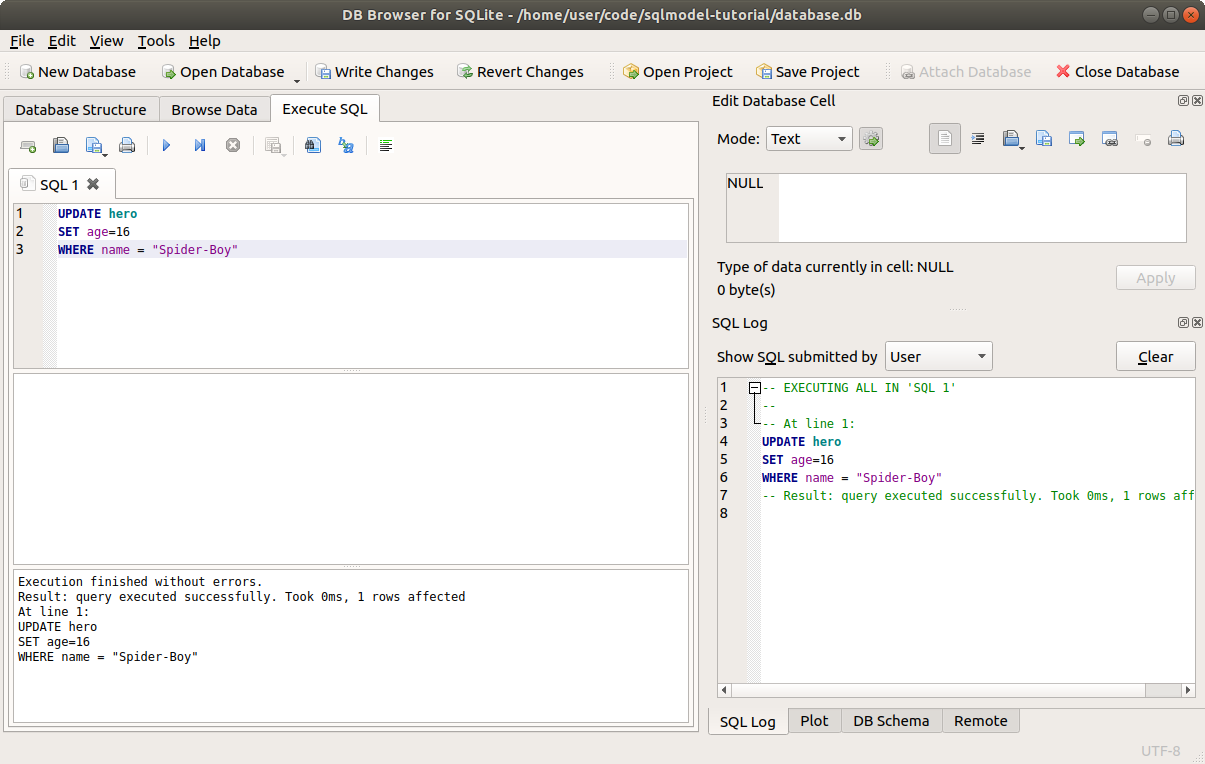 DB Browser for SQLite - /home/user/code/sqlmodel-tutorial/database.db
File Edit View Tools Help
New Database Open Database Write Changes Revert Changes Open Project Save Project Attach Database Close Database
Database Structure Browse Data Execute SQL
SQL 1
1 UPDATE hero
2 SET age=16
3 WHERE name = "Spider-Boy"
Execution finished without errors.
Result: query executed successfully. Took 0ms, 1 rows affected
At line 1:
UPDATE hero
SET age=16
WHERE name = "Spider-Boy"
Edit Database Cell
Mode: Text
NULL
Type of data currently in cell: NULL
0 byte(s)
Apply
SQL Log
Show SQL submitted by User Clear
1 -- EXECUTING ALL IN 'SQL 1'
2 --
3 -- At line 1:
4 UPDATE hero
5 SET age=16
6 WHERE name = "Spider-Boy"
7 -- Result: query executed successfully. Took 0ms, 1 rows aff
8
SQL Log Plot DB Schema Remote
UTF-8